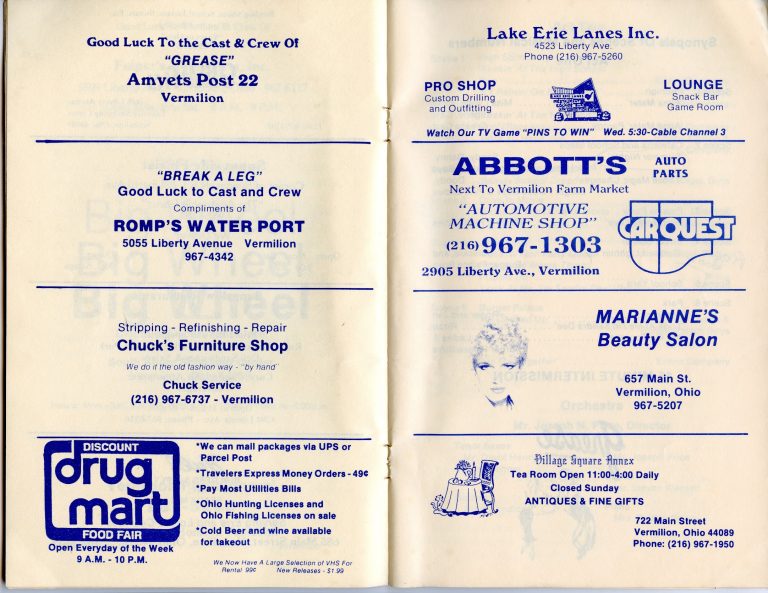 Good Luck To the Cast & Crew Of
"GREASE"
Amvets Post 22
Vermilion
"BREAK A LEG"
Good Luck to Cast and Crew
Compliments of
ROMP'S WATER PORT
5055 Liberty Avenue Vermilion
967-4342
Stripping - Refinishing - Repair
Chuck's Furniture Shop
We do it the old fashion way - "by hand"
Chuck Service
(216) 967-6737 - Vermilion
DISCOUNT
drug
mart
FOOD FAIR
Open Everyday of the Week
9 A.M. - 10 P.M.
*We can mail packages via UPS or
Parcel Post
*Travelers Express Money Orders - 49¢
*Pay Most Utilities Bills
*Ohio Hunting Licenses and
Ohio Fishing Licenses on sale
*Cold Beer and wine available
for takeout
We Now Have A Large Selection of VHS For
Rental 99¢ New Releases - $1.99
Lake Erie Lanes Inc.
4523 Liberty Ave.
Phone (216) 967-5260
PRO SHOP
Custom Drilling
and Outfitting
LOUNGE
Snack Bar
Game Room
Watch Our TV Game "PINS TO WIN" Wed. 5:30-Cable Channel 3
ABBOTT'S AUTO
PARTS
Next To Vermilion Farm Market
"AUTOMOTIVE
MACHINE SHOP"
(216) 967-1303
2905 Liberty Ave., Vermilion
CARQUEST
MARIANNE'S
Beauty Salon
657 Main St.
Vermilion, Ohio
967-5207
Village Square Annex
Tea Room Open 11:00-4:00 Daily
Closed Sunday
ANTIQUES & FINE GIFTS
722 Main Street
Vermilion, Ohio 44089
Phone: (216) 967-1950